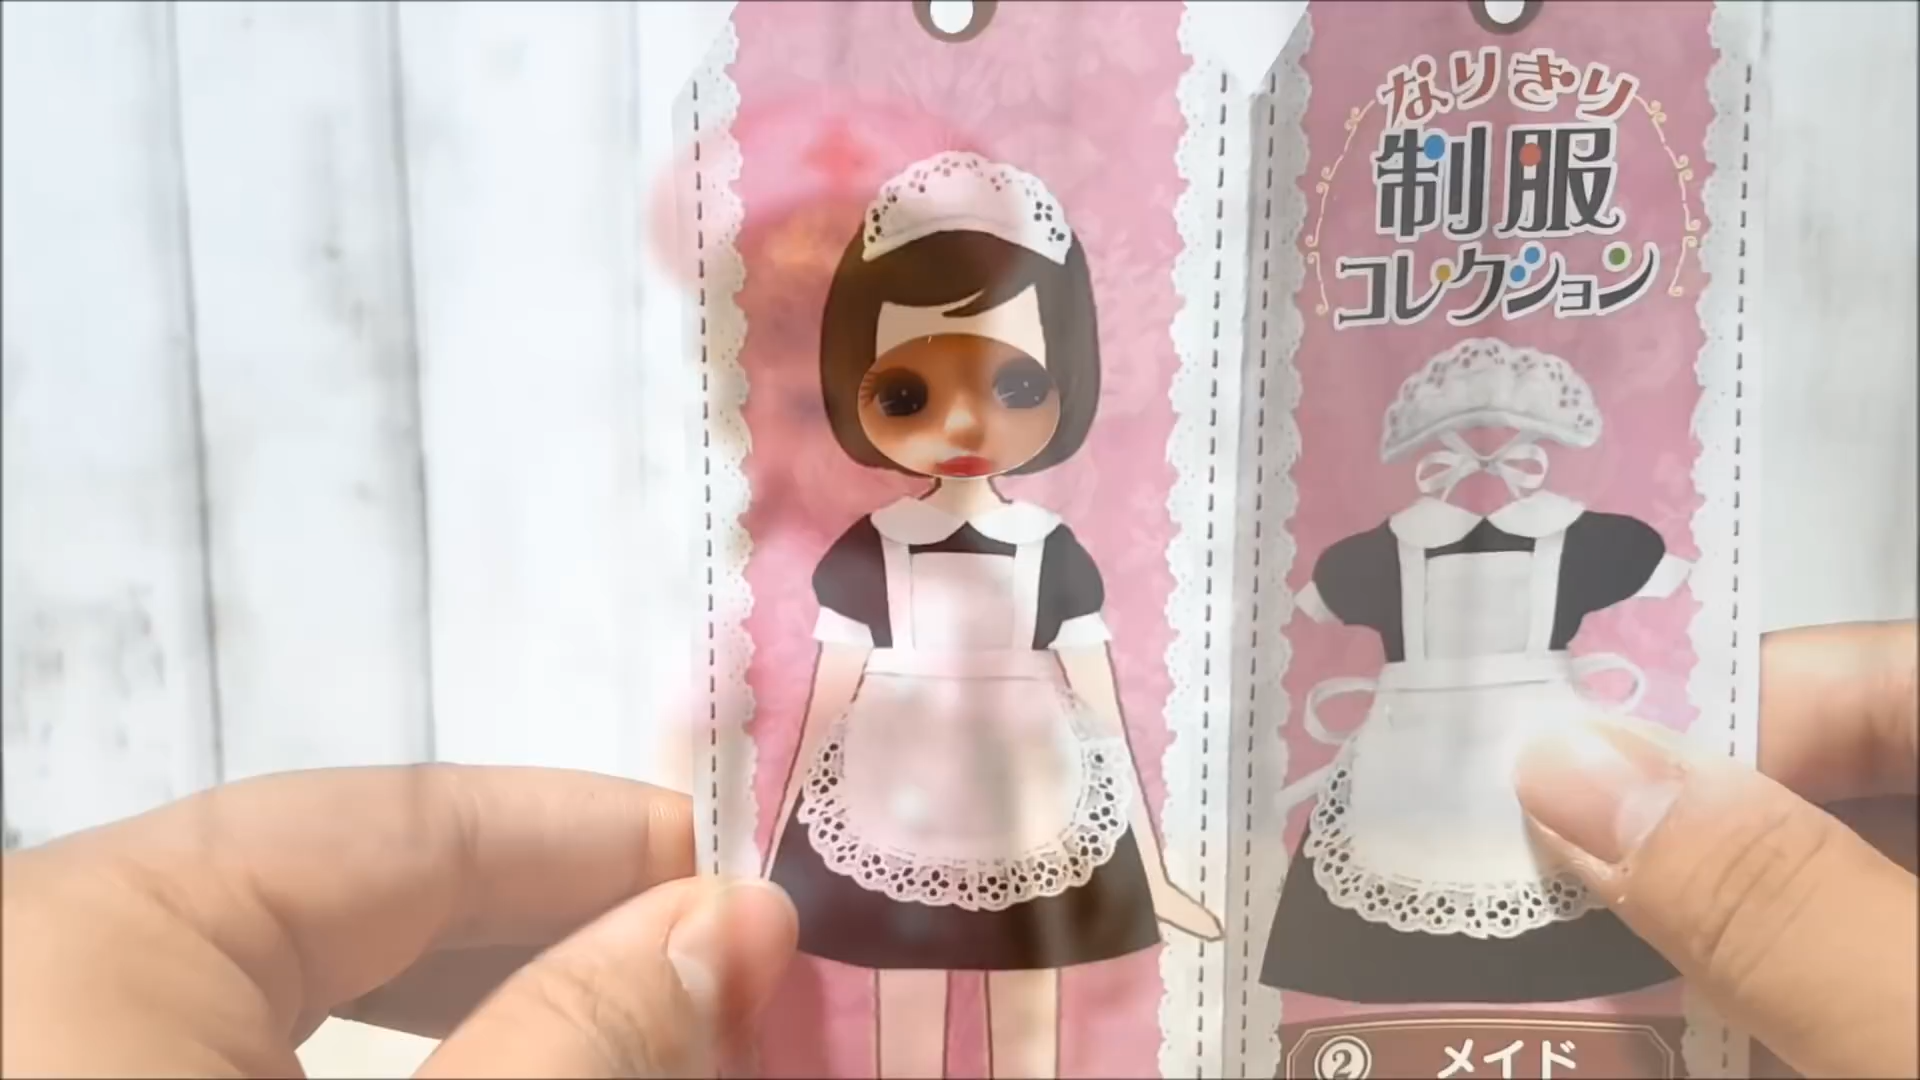 なりきり
制服
コレクション
② メイド